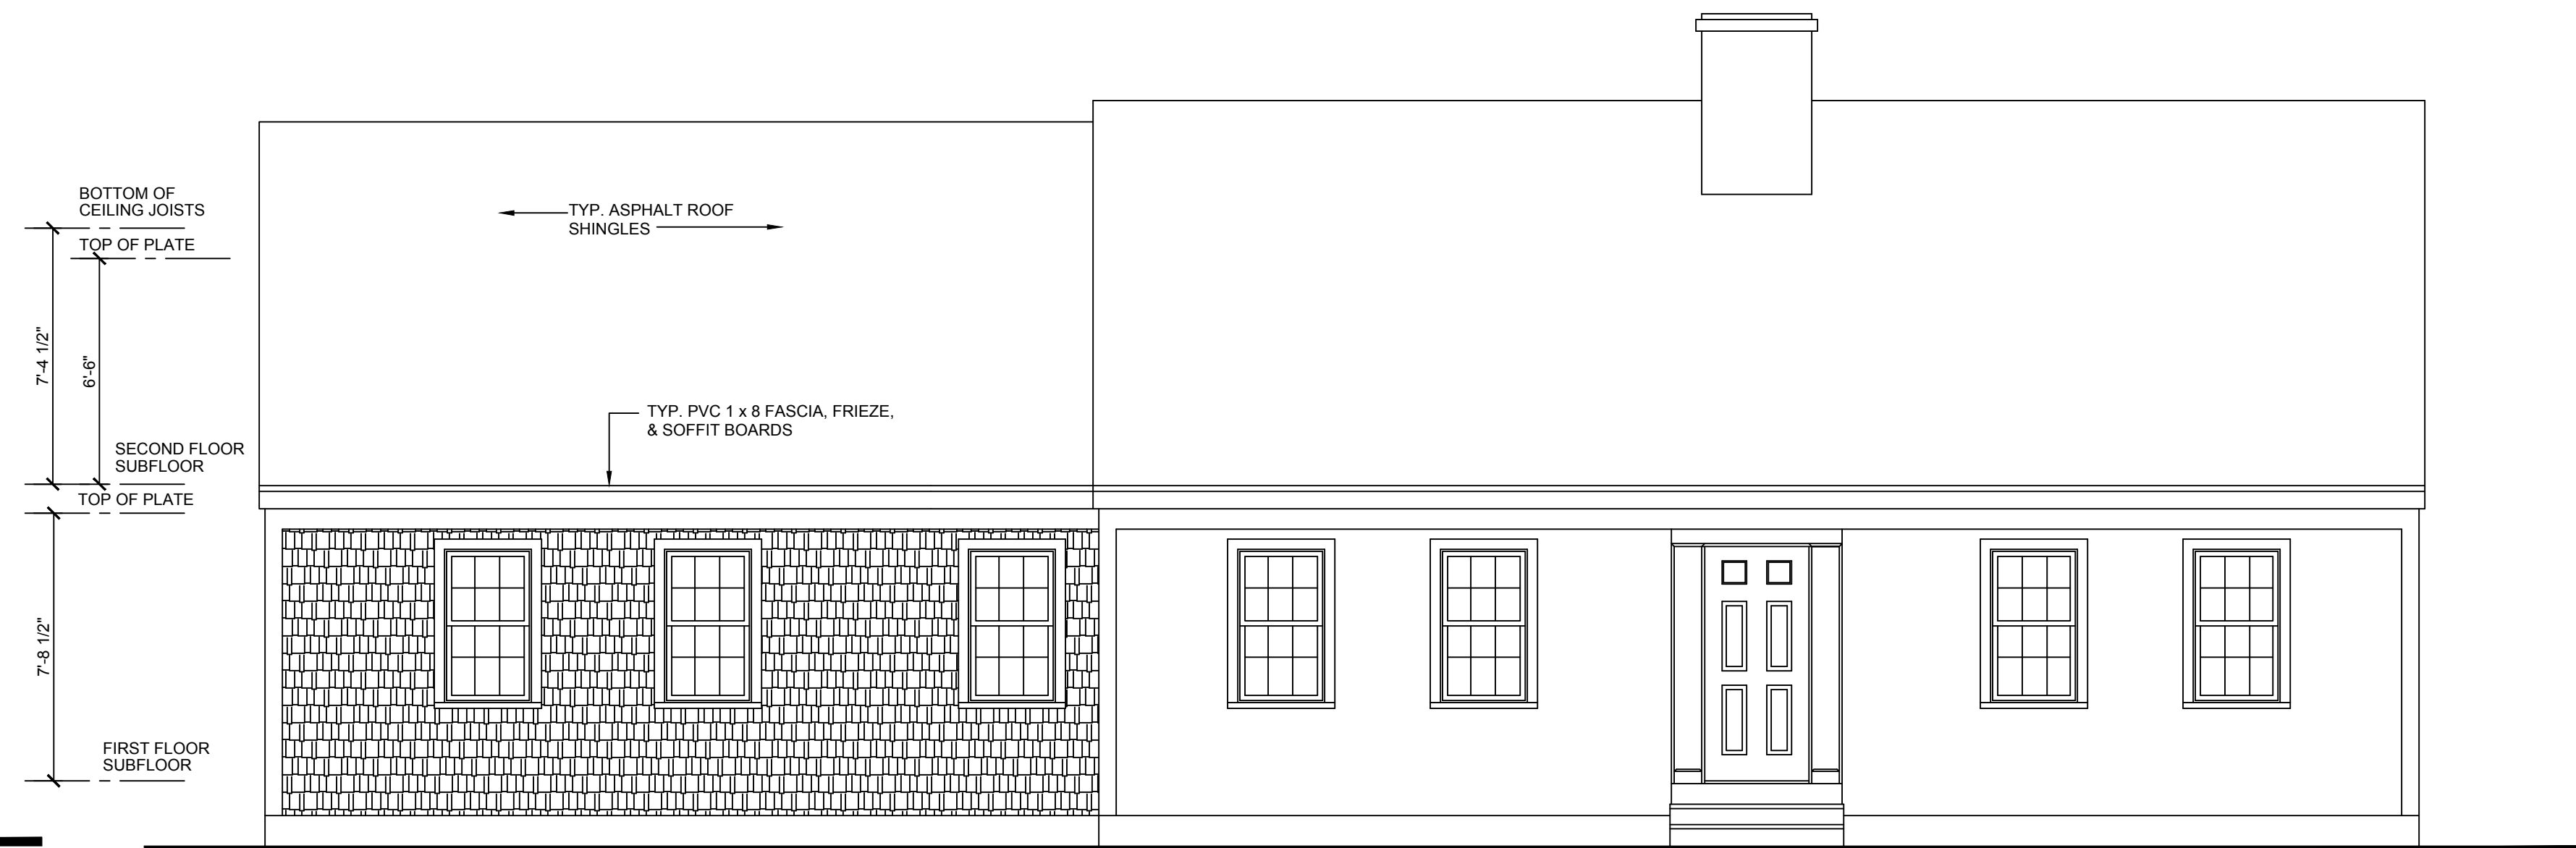 BOTTOM OF
CEILING JOISTS
TOP OF PLATE
7'-4 1/2"
6'-6"
SECOND FLOOR
SUBFLOOR
TOP OF PLATE
7'-8 1/2"
FIRST FLOOR
SUBFLOOR
TYP. ASPHALT ROOF
SHINGLES
TYP. PVC 1 x 8 FASCIA, FRIEZE,
& SOFFIT BOARDS